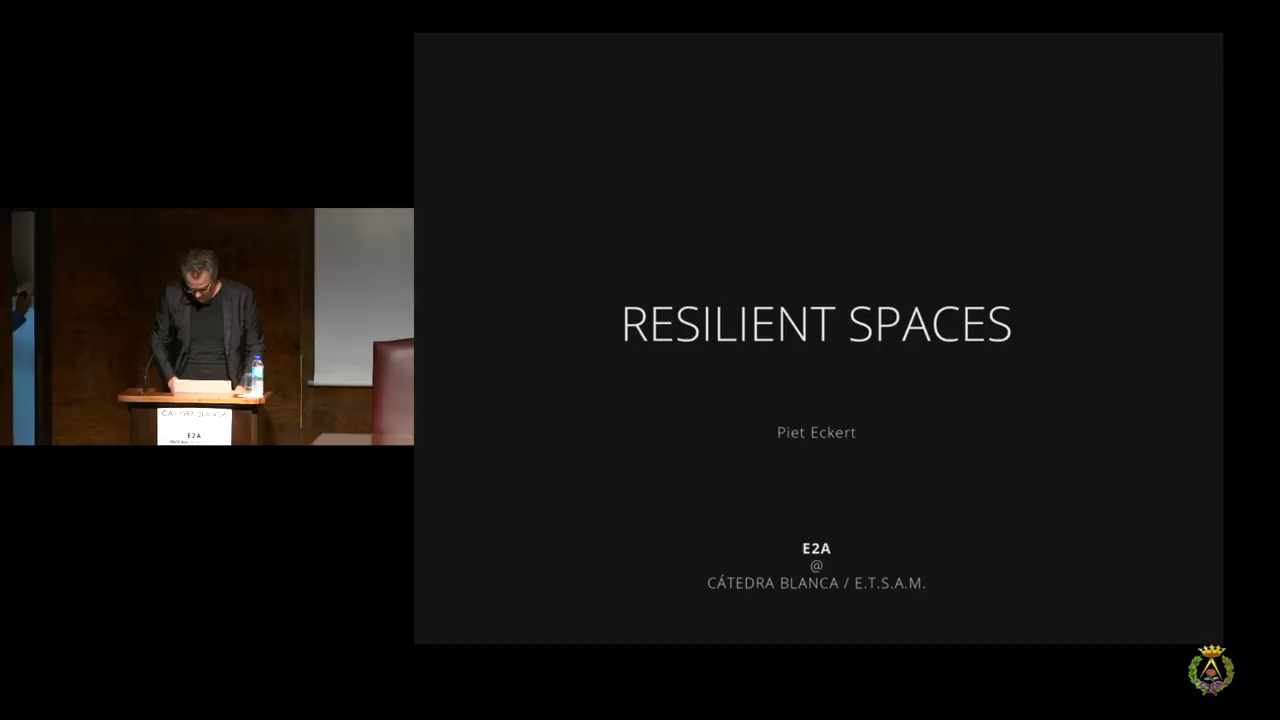 RESILIENT SPACES
Piet Eckert
E2A
@
CÁTEDRA BLANCA / E.T.S.A.M.
E2A